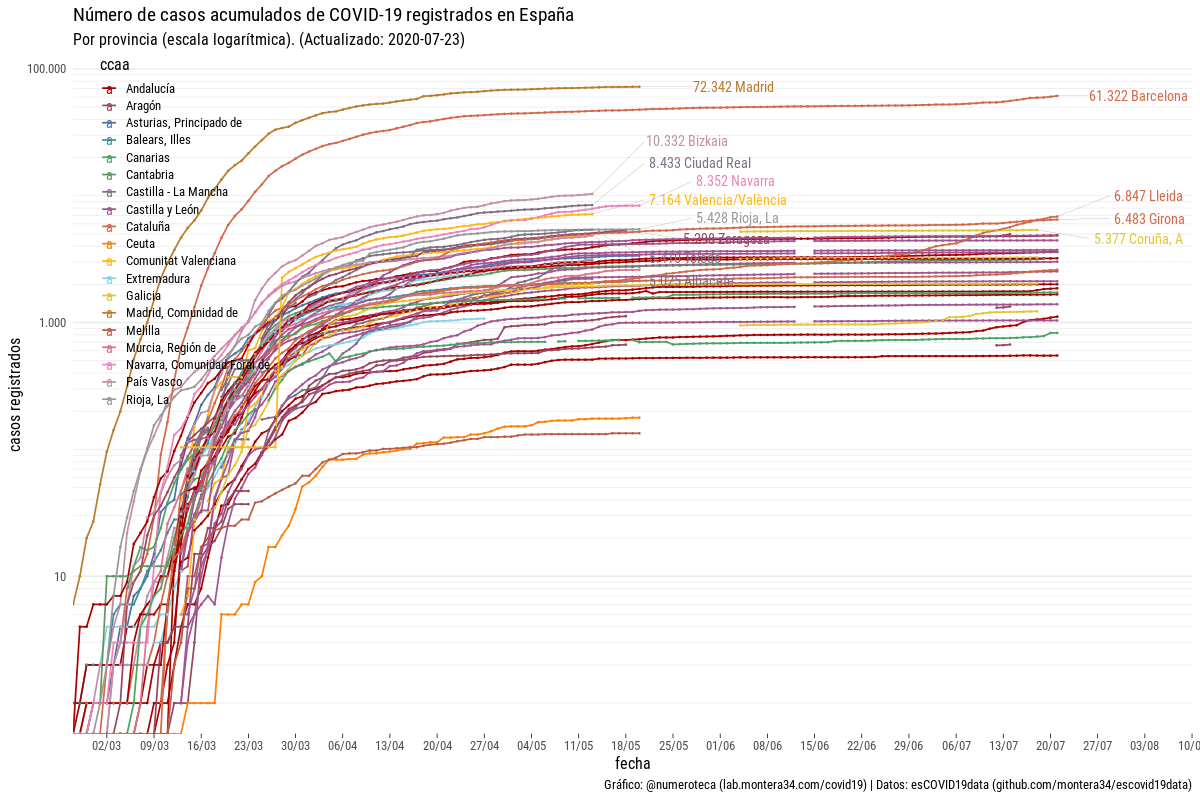 Número de casos acumulados de COVID-19 registrados en España
Por provincia (escala logarítmica). (Actualizado: 2020-07-23)
ccaa
Andalucía
Aragón
Asturias, Principado de
Balears, Illes
Canarias
Cantabria
Castilla - La Mancha
Castilla y León
Cataluña
Ceuta
Comunitat Valenciana
Extremadura
Galicia
Madrid, Comunidad de
Melilla
Murcia, Región de
Navarra, Comunidad Foral de
País Vasco
Rioja, La
100.000
1.000
10
casos registrados
72.342 Madrid
61.322 Barcelona
10.332 Bizkaia
8.433 Ciudad Real
8.352 Navarra
7.164 Valencia/València
6.847 Lleida
5.428 Rioja, La
6.483 Girona
5.377 Coruña, A
5.298 Zaragoza
Albacete
02/03 09/03 16/03 23/03 30/03 06/04 13/04 20/04 27/04 04/05 11/05 18/05 25/05 01/06 08/06 15/06 22/06 29/06 06/07 13/07 20/07 27/07 03/08 10/0
fecha
Gráfico: @numeroteca (lab.montera34.com/covid19) | Datos: esCOVID19data (github.com/montera34/escovid19data)